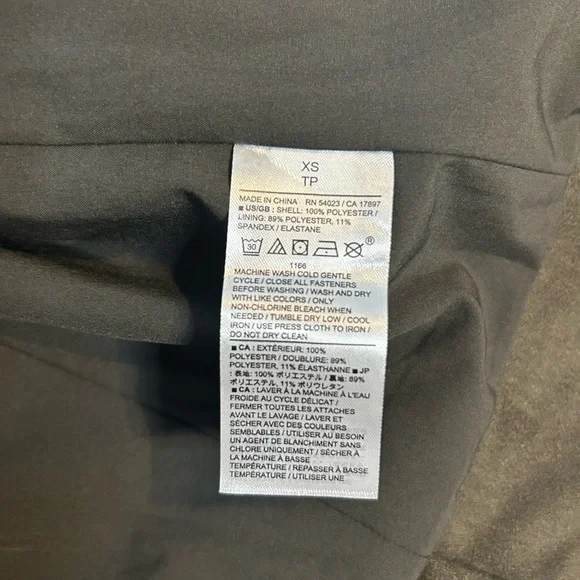 XS
TP
MADE IN CHINA RN 54023 / CA 17897
■ US/GB : SHELL: 100% POLYESTER /
LINING: 89% POLYESTER, 11%
SPANDEX / ELASTANE
30
®
1166
MACHINE WASH COLD GENTLE
CYCLE / CLOSE ALL FASTENERS
BEFORE WASHING / WASH AND DRY
WITH LIKE COLORS / ONLY
NON-CHLORINE BLEACH WHEN
NEEDED / TUMBLE DRY LOW / COOL
IRON / USE PRESS CLOTH TO IRON /
DO NOT DRY CLEAN
■ CA : EXTÉRIEUR: 100%
POLYESTER / DOUBLURE: 89%
POLYESTER, 11% ÉLASTHANNE ■ JP
: 表地: 100% ポリエステル / 裏地: 89%
ポリエステル, 11% ポリウレタン
■ CA : LAVER À LA MACHINE À L'EAU
FROIDE AU CYCLE DÉLICAT /
FERMER TOUTES LES ATTACHES
AVANT LE LAVAGE / LAVER ET
SÉCHER AVEC DES COULEURS
SEMBLABLES / UTILISER AU BESOIN
UN AGENT DE BLANCHIMENT SANS
CHLORE UNIQUEMENT / SÉCHER À
LA MACHINE À BASSE
TEMPÉRATURE / REPASSER À BASSE
TEMPÉRATURE / UTILISER UNE